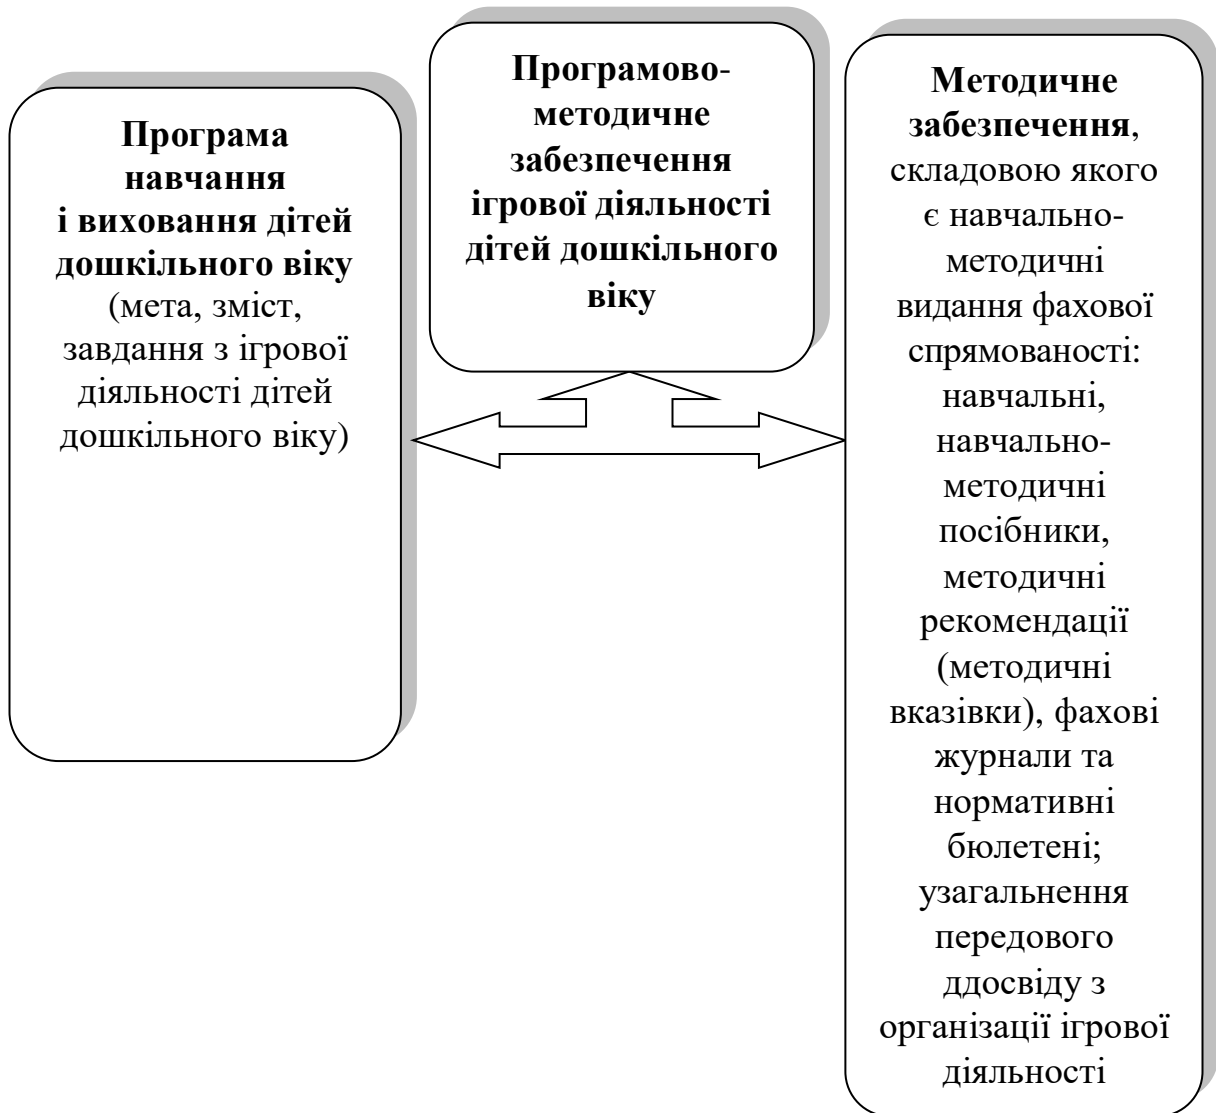 Програма
навчання
і виховання дітей
дошкільного віку
(мета, зміст,
завдання з ігрової
діяльності дітей
дошкільного віку)
Програмово-
методичне
забезпечення
ігрової діяльності
дітей дошкільного
віку
Методичне
забезпечення,
складовою якого
є навчально-
методичні
видання фахової
спрямованості:
навчальні,
навчально-
методичні
посібники,
методичні
рекомендації
(методичні
вказівки), фахові
журнали та
нормативні
бюлетені;
узагальнення
передового
ддосвіду з
організації ігрової
діяльності